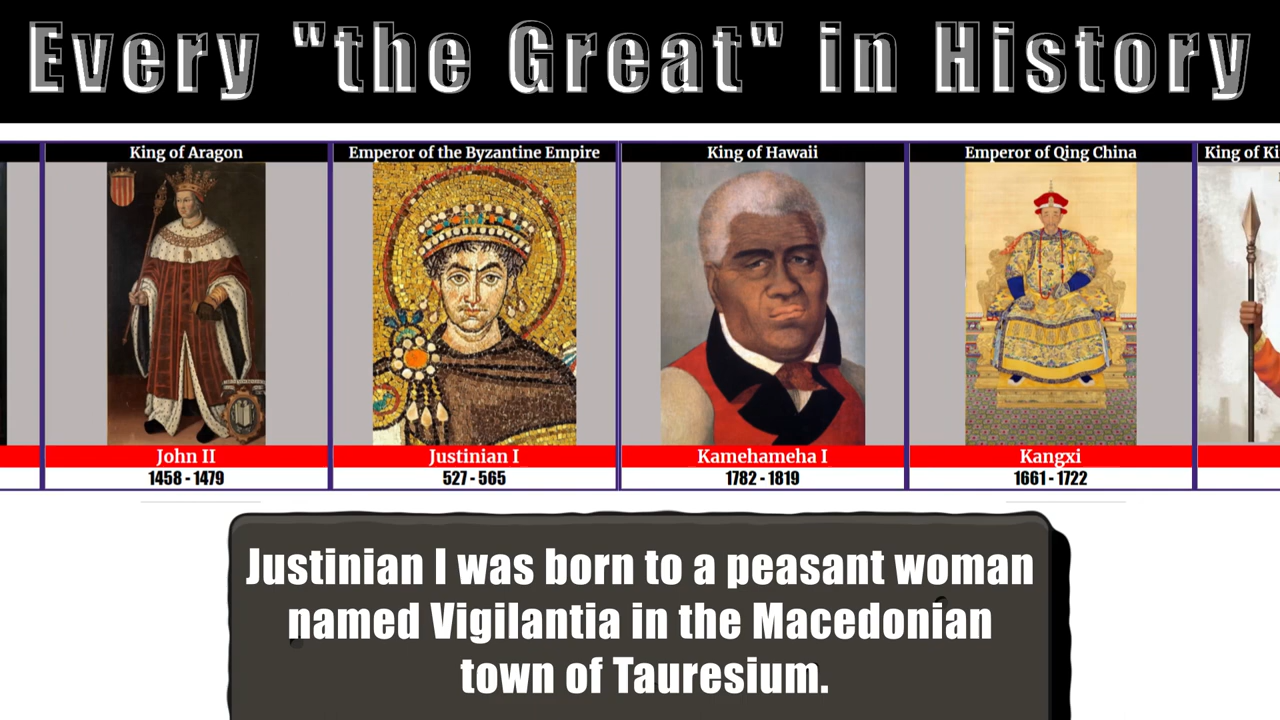 Every "the Great" in History
King of Aragon
Emperor of the Byzantine Empire
King of Hawaii
Emperor of Qing China
King of
John II
Justinian I
Kamehameha I
Kangxi
1458 - 1479
527 - 565
1782 - 1819
1661 - 1722
Justinian I was born to a peasant woman
named Vigilantia in the Macedonian
town of Tauresium.